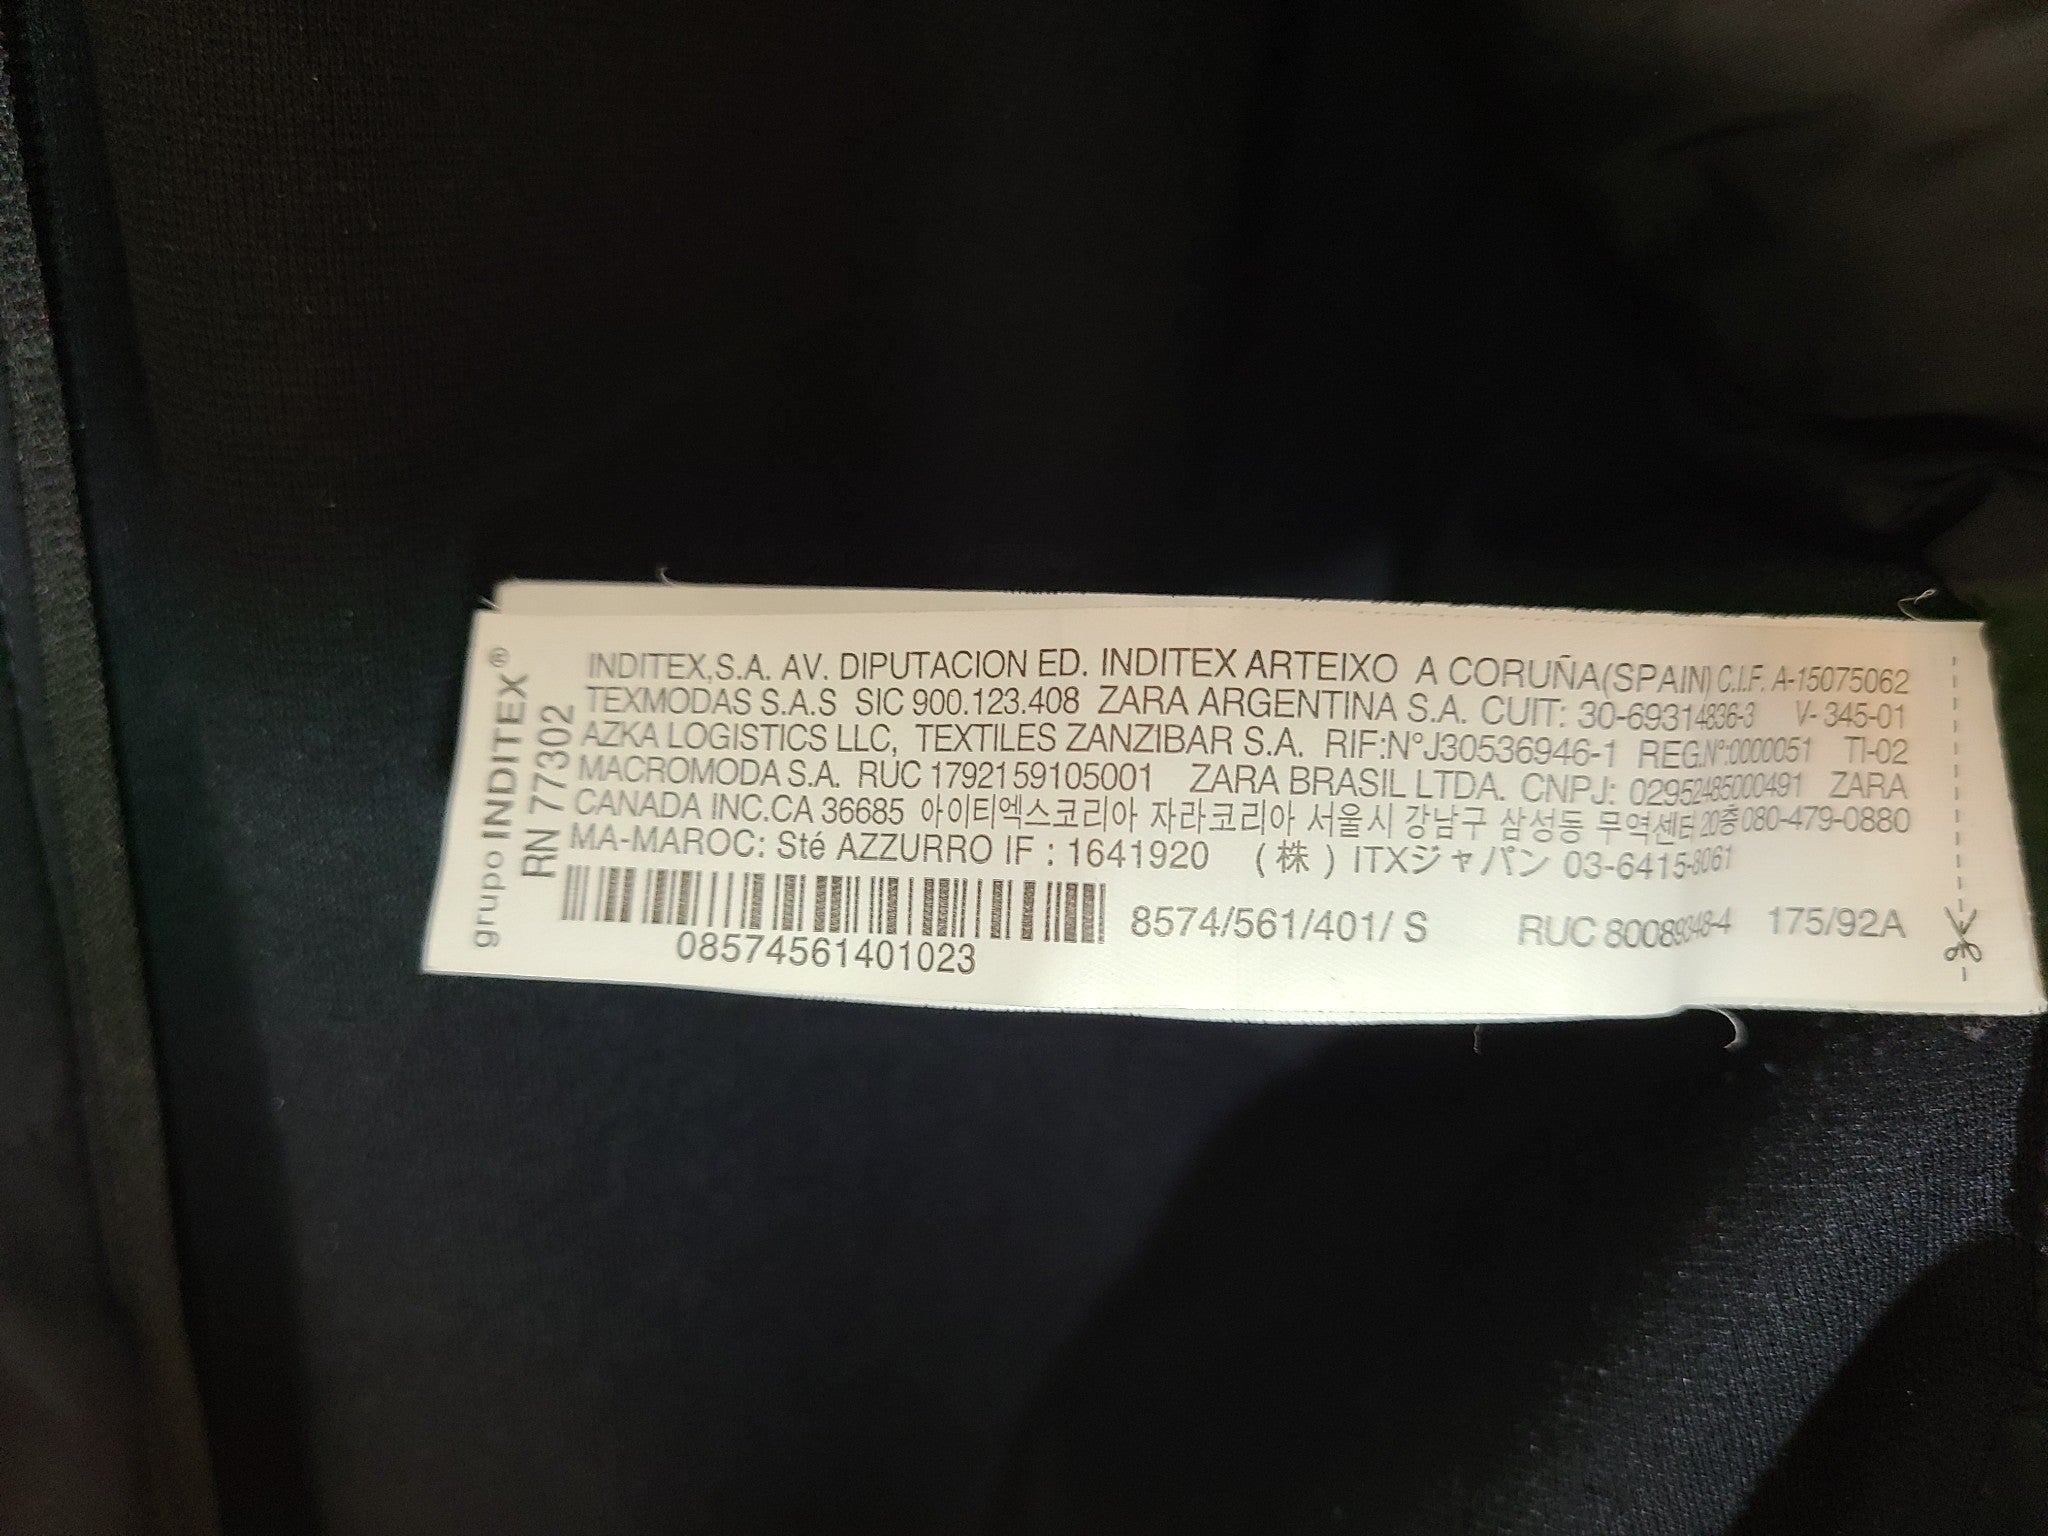 grupo INDITEX®
RN 77302
INDITEX,S.A. AV. DIPUTACION ED. INDITEX ARTEIXO A CORUÑA(SPAIN) C.I.F. A-15075062
TEXMODAS S.A.S SIC 900.123.408 ZARA ARGENTINA S.A. CUIT: 30-69314836-3 V- 345-01
AZKA LOGISTICS LLC, TEXTILES ZANZIBAR S.A. RIF:N°J30536946-1 REG.N°:0000051 TI-02
MACROMODA S.A. RUC 1792159105001 ZARA BRASIL LTDA. CNPJ: 02952485000491 ZARA
CANADA INC.CA 36685 아이티엑스코리아 자라코리아 서울시 강남구 삼성동 무역센터 20층 080-479-0880
MA-MAROC: Sté AZZURRO IF : 1641920 (株) ITXジャパン 03-6415-8061
8574/561/401/ S RUC 80089348-4 175/92A
08574561401023